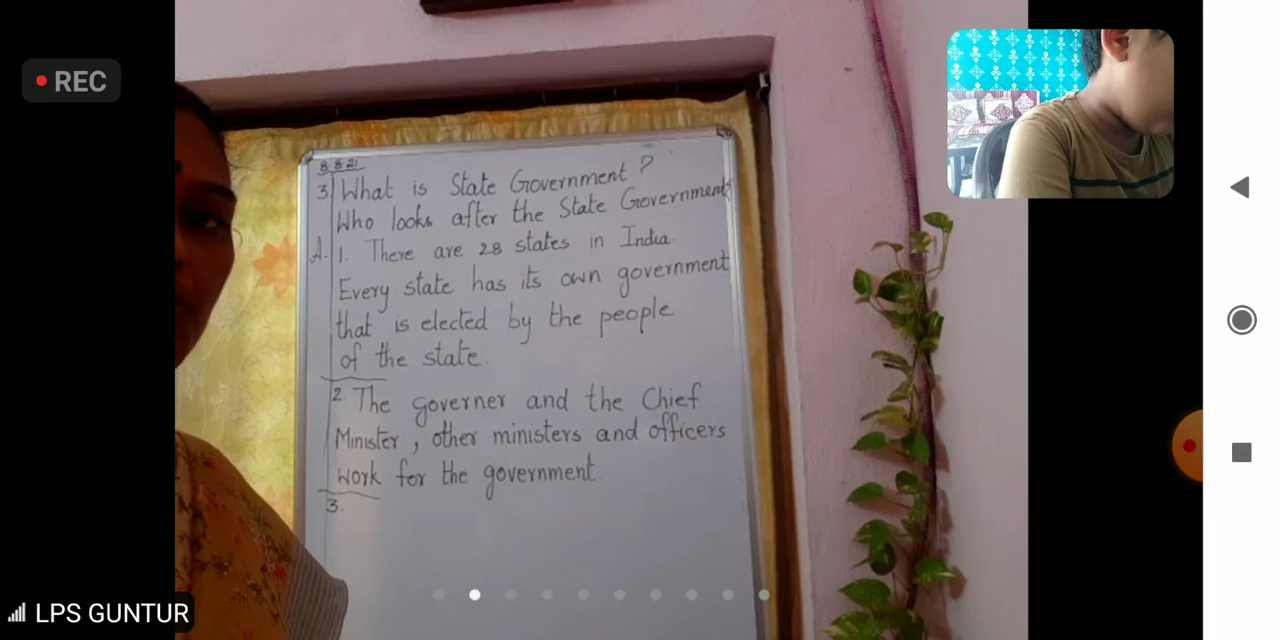 REC
8.8.21
3 What is State Government?
Who looks after the State Government
A. 1. There are 28 states in India.
Every state has its own government
that is elected by the people
of the state.
2. The governer and the Chief
Minister, other ministers and officers
work for the government.
3.
LPS GUNTUR